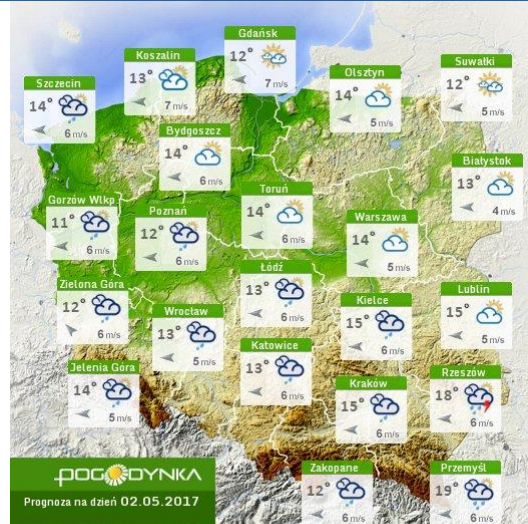 Gdańsk
12°
7 m/s
Koszalin
13°
7 m/s
Suwałki
12°
5 m/s
Olsztyn
14°
5 m/s
Szczecin
14°
6 m/s
Bydgoszcz
14°
6 m/s
Białystok
13°
4 m/s
Toruń
14°
6 m/s
Gorzów Wlkp
11°
6 m/s
Poznań
12°
6 m/s
Warszawa
14°
5 m/s
Łódź
13°
6 m/s
Zielona Góra
12°
6 m/s
Lublin
15°
5 m/s
Kielce
15°
6 m/s
Wrocław
13°
5 m/s
Katowice
13°
6 m/s
Jelenia Góra
14°
5 m/s
Rzeszów
18°
6 m/s
Kraków
15°
6 m/s
Zakopane
12°
6 m/s
Przemyśl
19°
6 m/s
POGODYNKA
Prognoza na dzień 02.05.2017